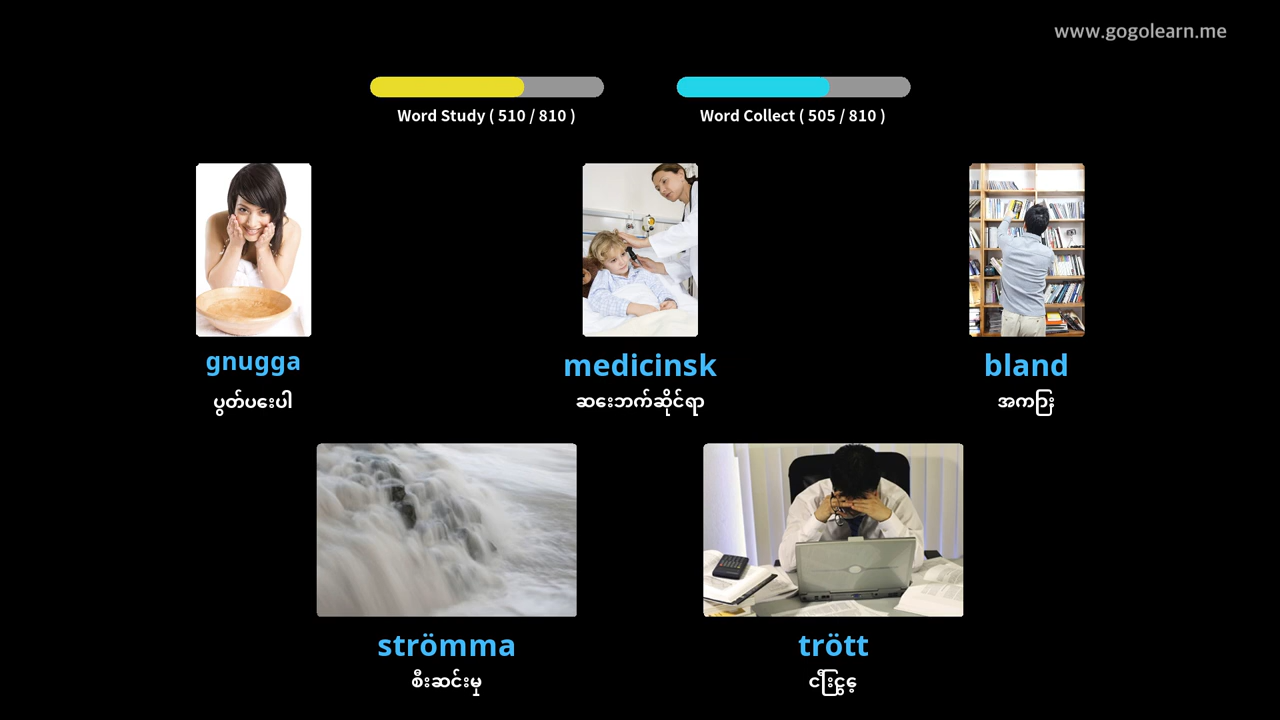 www.gogolearn.me
Word Study ( 510 / 810 )
Word Collect ( 505 / 810 )
gnugga
ပွတ်ပေးပါ
medicinsk
ဆေးဘက်ဆိုင်ရာ
bland
အကြား
strömma
စီးဆင်းမှု
trött
ငြီးငွေ့